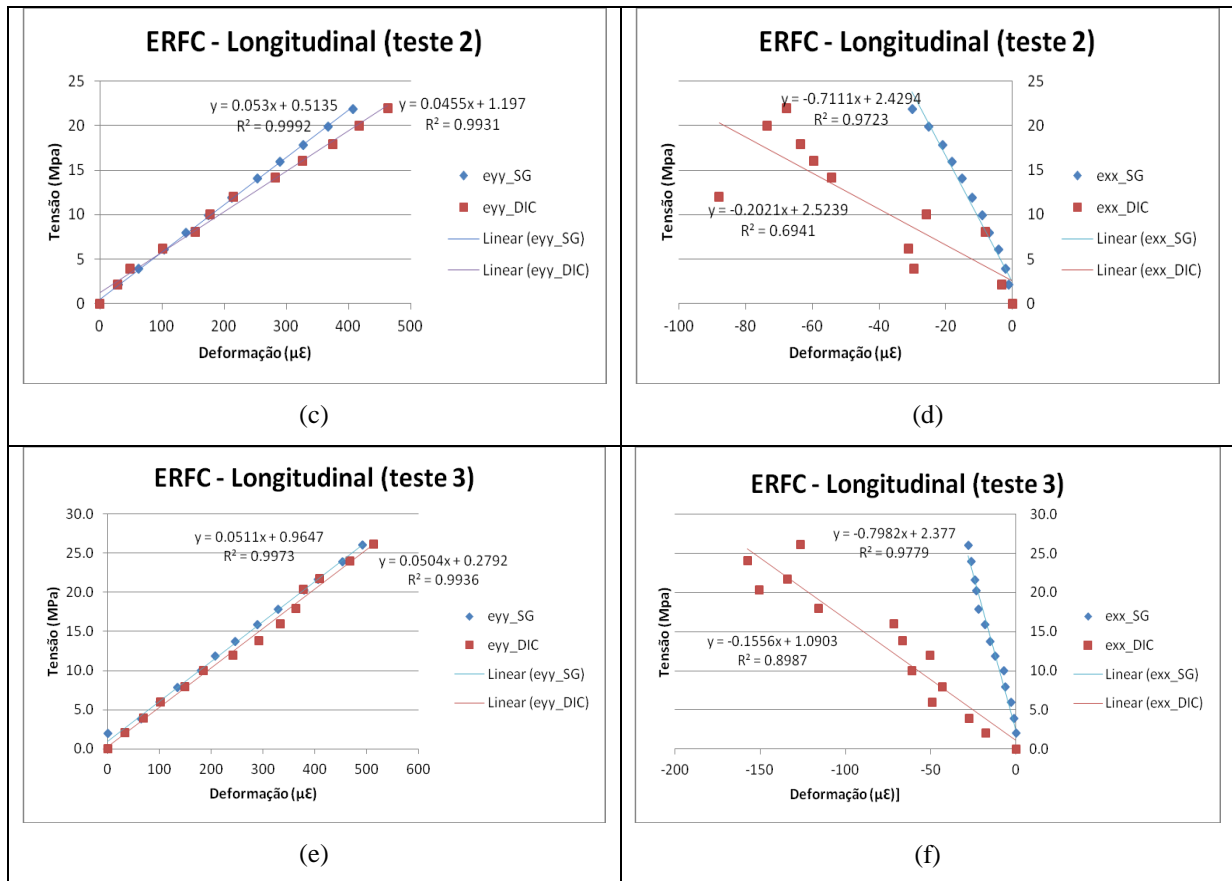 ERFC - Longitudinal (teste 2)
Tensão (Mpa)
25
20
15
10
5
0
y = 0.053x + 0.5135
R² = 0.9992
y = 0.0455x + 1.197
R² = 0.9931
0 100 200 300 400 500
Deformação (µƐ)
eyy_SG
eyy_DIC
Linear (eyy_SG)
Linear (eyy_DIC)
(c)
ERFC - Longitudinal (teste 2)
y = -0.7111x + 2.4294
R² = 0.9723
y = -0.2021x + 2.5239
R² = 0.6941
25
20
15
10
5
0
Tensão (Mpa)
-100 -80 -60 -40 -20 0
Deformação (µƐ)
exx_SG
exx_DIC
Linear (exx_SG)
Linear (exx_DIC)
(d)
ERFC - Longitudinal (teste 3)
Tensão (MPa)
30.0
25.0
20.0
15.0
10.0
5.0
0.0
y = 0.0511x + 0.9647
R² = 0.9973
y = 0.0504x + 0.2792
R² = 0.9936
0 100 200 300 400 500 600
Deformação (µƐ)
eyy_SG
eyy_DIC
Linear (eyy_SG)
Linear (eyy_DIC)
(e)
ERFC - Longitudinal (teste 3)
y = -0.7982x + 2.377
R² = 0.9779
y = -0.1556x + 1.0903
R² = 0.8987
30.0
25.0
20.0
15.0
10.0
5.0
0.0
Tensão (MPa)
-200 -150 -100 -50 0
Deformação (µƐ)]
exx_SG
exx_DIC
Linear (exx_SG)
Linear (exx_DIC)
(f)